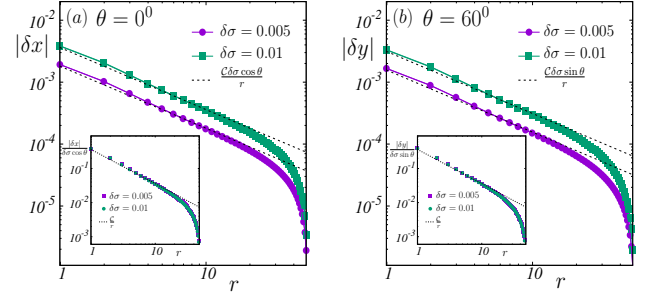 (a) θ = 0⁰
|δx|
10⁻²
10⁻³
10⁻⁴
10⁻⁵
δσ = 0.005
δσ = 0.01
𝒞δσ cos θ / r
|δx| / δσ cos θ
10⁻¹
10⁻²
10⁻³
δσ = 0.005
δσ = 0.01
𝒞 / r
1 10 r
1 10
r
(b) θ = 60⁰
|δy|
10⁻²
10⁻³
10⁻⁴
10⁻⁵
δσ = 0.005
δσ = 0.01
𝒞δσ sin θ / r
|δy| / δσ sin θ
10⁻¹
10⁻²
10⁻³
δσ = 0.005
δσ = 0.01
𝒞 / r
1 10 r
1 10
r